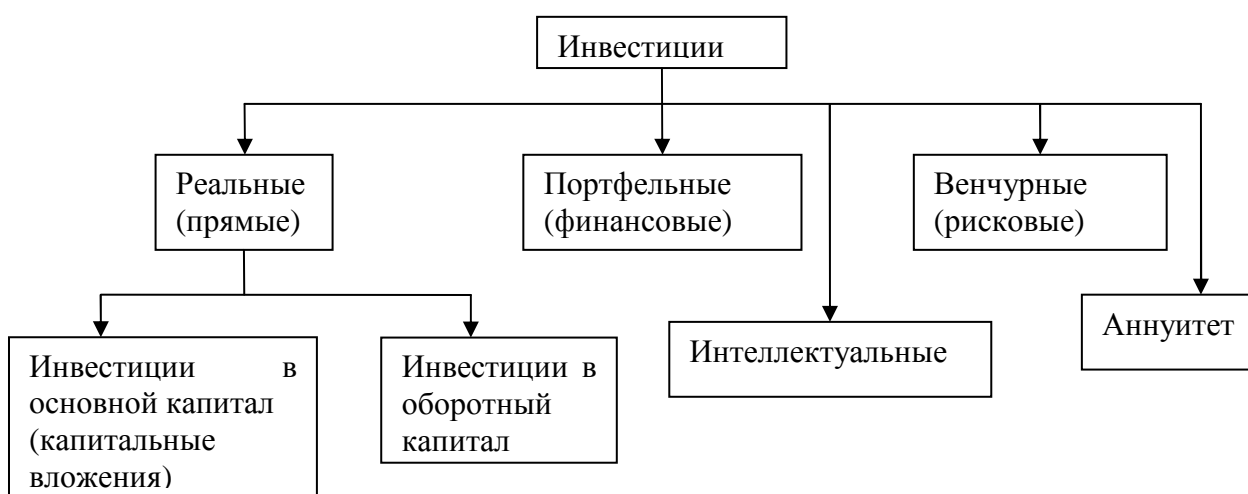 Инвестиции
Реальные
(прямые)
Портфельные
(финансовые)
Венчурные
(рисковые)
Инвестиции в
основной капитал
(капитальные
вложения)
Инвестиции в
оборотный
капитал
Интеллектуальные
Аннуитет